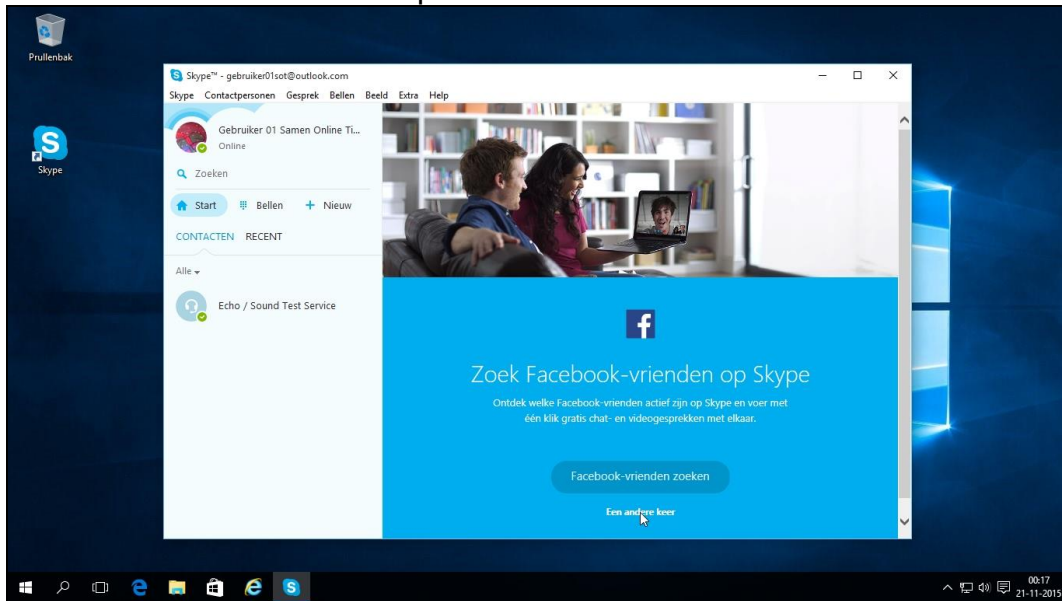 Prullenbak
Skype
Skype™ - gebruiker01sot@outlook.com
Skype Contactpersonen Gesprek Bellen Beeld Extra Help
Gebruiker 01 Samen Online Ti...
Online
Zoeken
Start Bellen + Nieuw
CONTACTEN RECENT
Alle
Echo / Sound Test Service
Zoek Facebook-vrienden op Skype
Ontdek welke Facebook-vrienden actief zijn op Skype en voer met
één klik gratis chat- en videogesprekken met elkaar.
Facebook-vrienden zoeken
Een andere keer
00:17